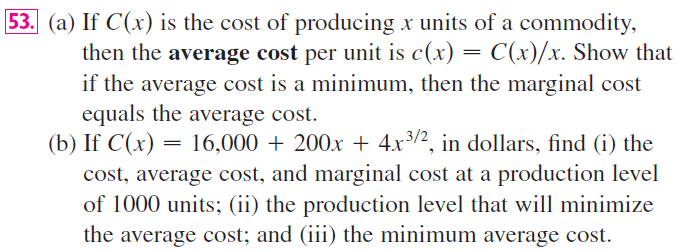 53. (a) If C(x) is the cost of producing x units of a commodity,
then the average cost per unit is c(x) = C(x)/x. Show that
if the average cost is a minimum, then the marginal cost
equals the average cost.
(b) If C(x) = 16,000 + 200x + 4x^{3/2}, in dollars, find (i) the
cost, average cost, and marginal cost at a production level
of 1000 units; (ii) the production level that will minimize
the average cost; and (iii) the minimum average cost.